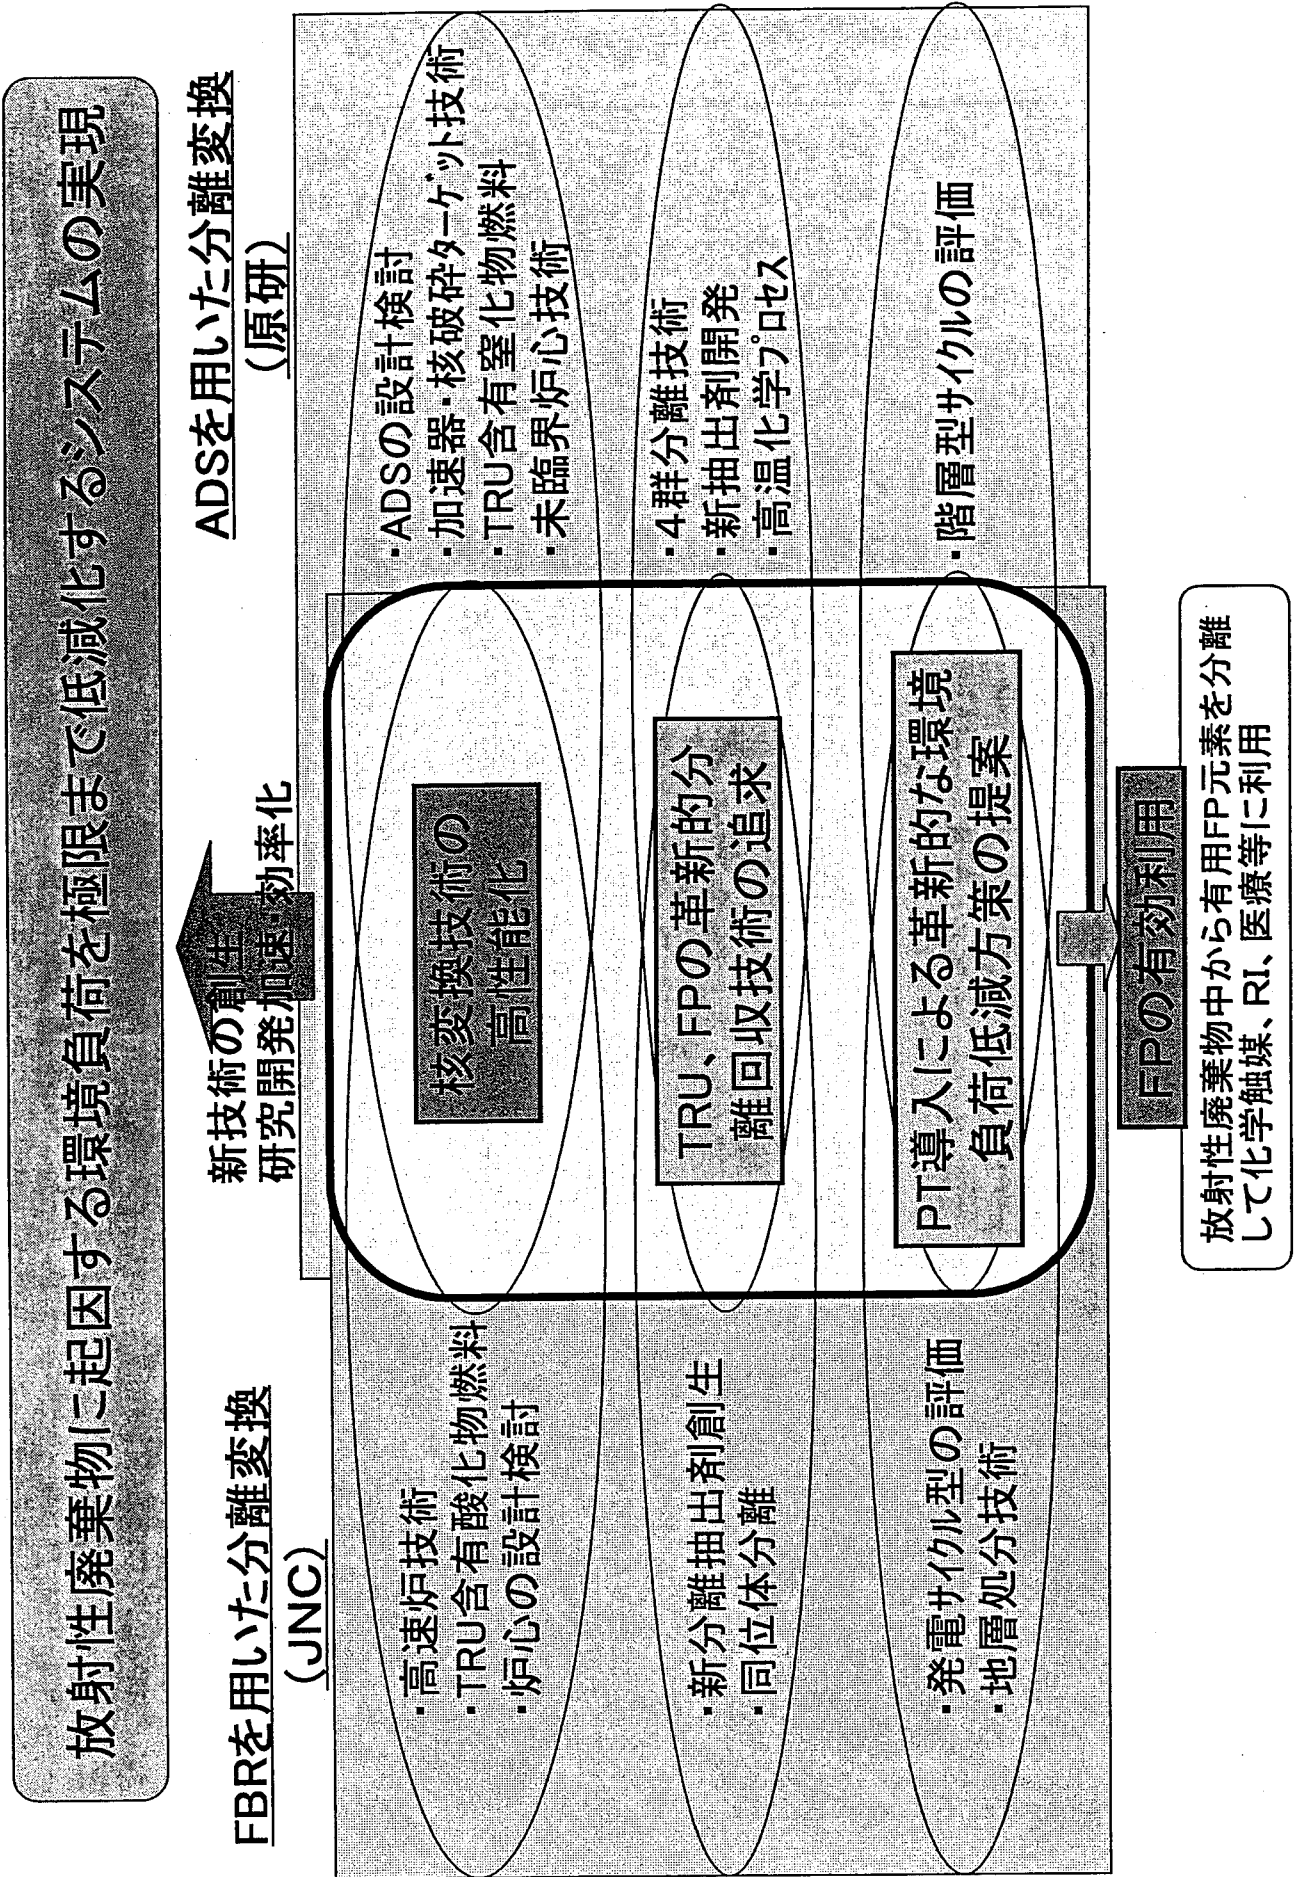 放射性廃棄物に起因する環境負荷を極限まで低減化するシステムの実現
新技術の創生
研究開発加速・効率化
FBRを用いた分離変換
(JNC)
・高速炉技術
・TRU含有酸化物燃料
・炉心の設計検討
・新分離抽出剤創生
・同位体分離
・発電サイクル型の評価
・地層処分技術
核変換技術の
高性能化
TRU、FPの革新的分
離回収技術の追求
PT導入による革新的な環境
負荷低減方策の提案
ADSを用いた分離変換
(原研)
・ADSの設計検討
・加速器・核破砕ターゲット技術
・TRU含有窒化物燃料
・未臨界炉心技術
・4群分離技術
・新抽出剤開発
・高温化学プロセス
・階層型サイクルの評価
FPの有効利用
放射性廃棄物中から有用FP元素を分離
して化学触媒、RI、医療等に利用